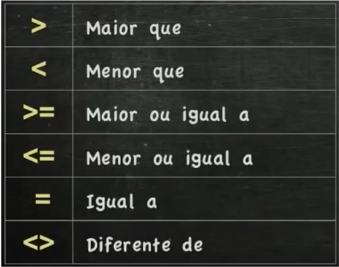 > Maior que
< Menor que
>= Maior ou igual a
<= Menor ou igual a
= Igual a
<> Diferente de